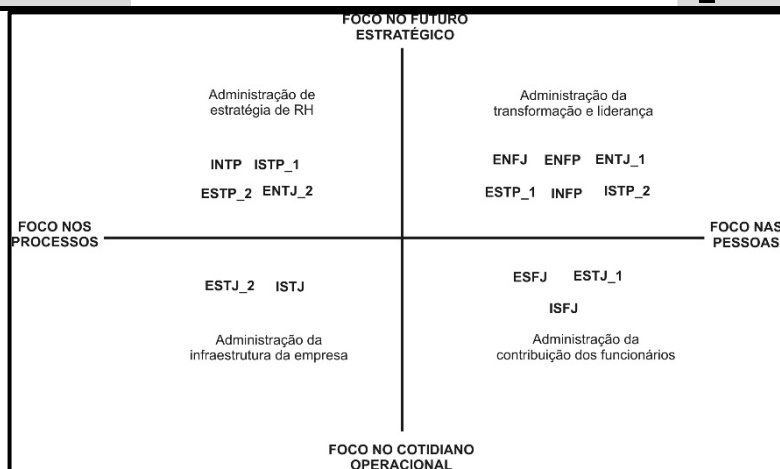 FOCO NO FUTURO
ESTRATÉGICO
Administração de
estratégia de RH
Administração da
transformação e liderança
INTP ISTP_1
ESTP_2 ENTJ_2
ENFJ ENFP ENTJ_1
ESTP_1 INFP ISTP_2
FOCO NOS
PROCESSOS
FOCO NAS
PESSOAS
ESTJ_2 ISTJ
ESFJ ESTJ_1
ISFJ
Administração da
infraestrutura da empresa
Administração da
contribuição dos funcionários
FOCO NO COTIDIANO
OPERACIONAL